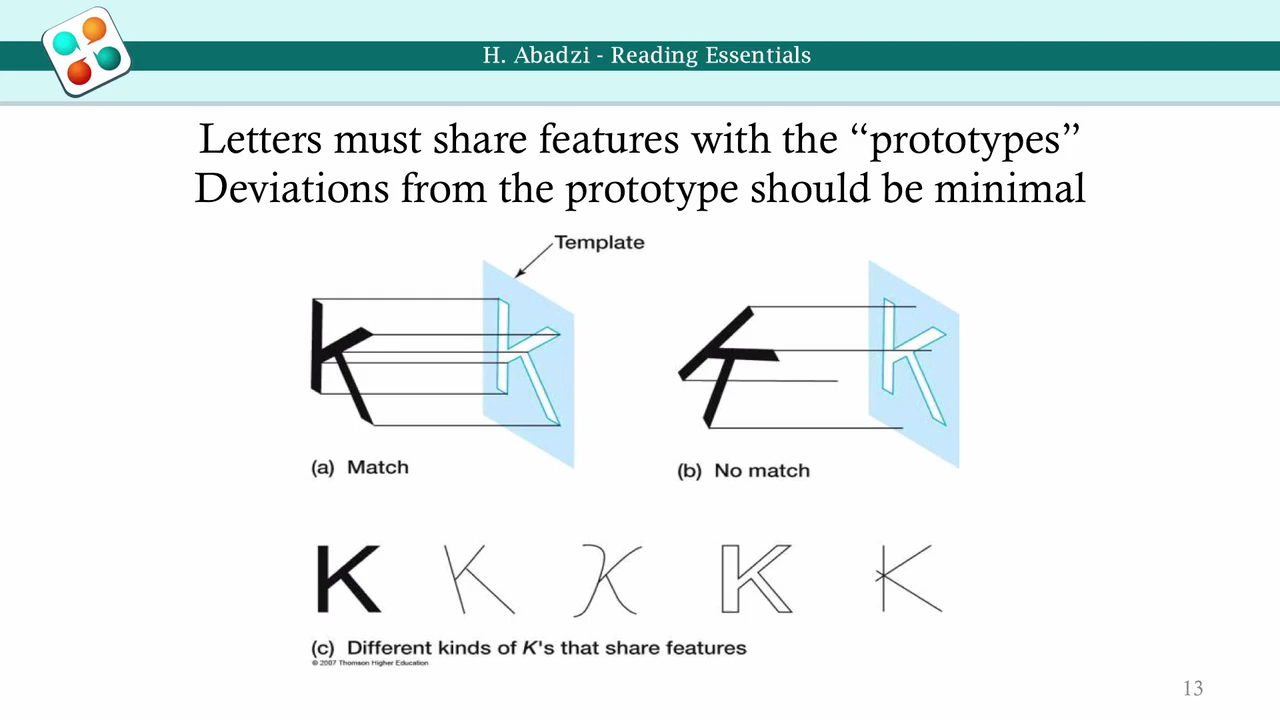 H. Abadzi - Reading Essentials
Letters must share features with the “prototypes”
Deviations from the prototype should be minimal
Template
(a) Match
(b) No match
K K K K K
(c) Different kinds of K's that share features
© 2007 Thomson Higher Education
13